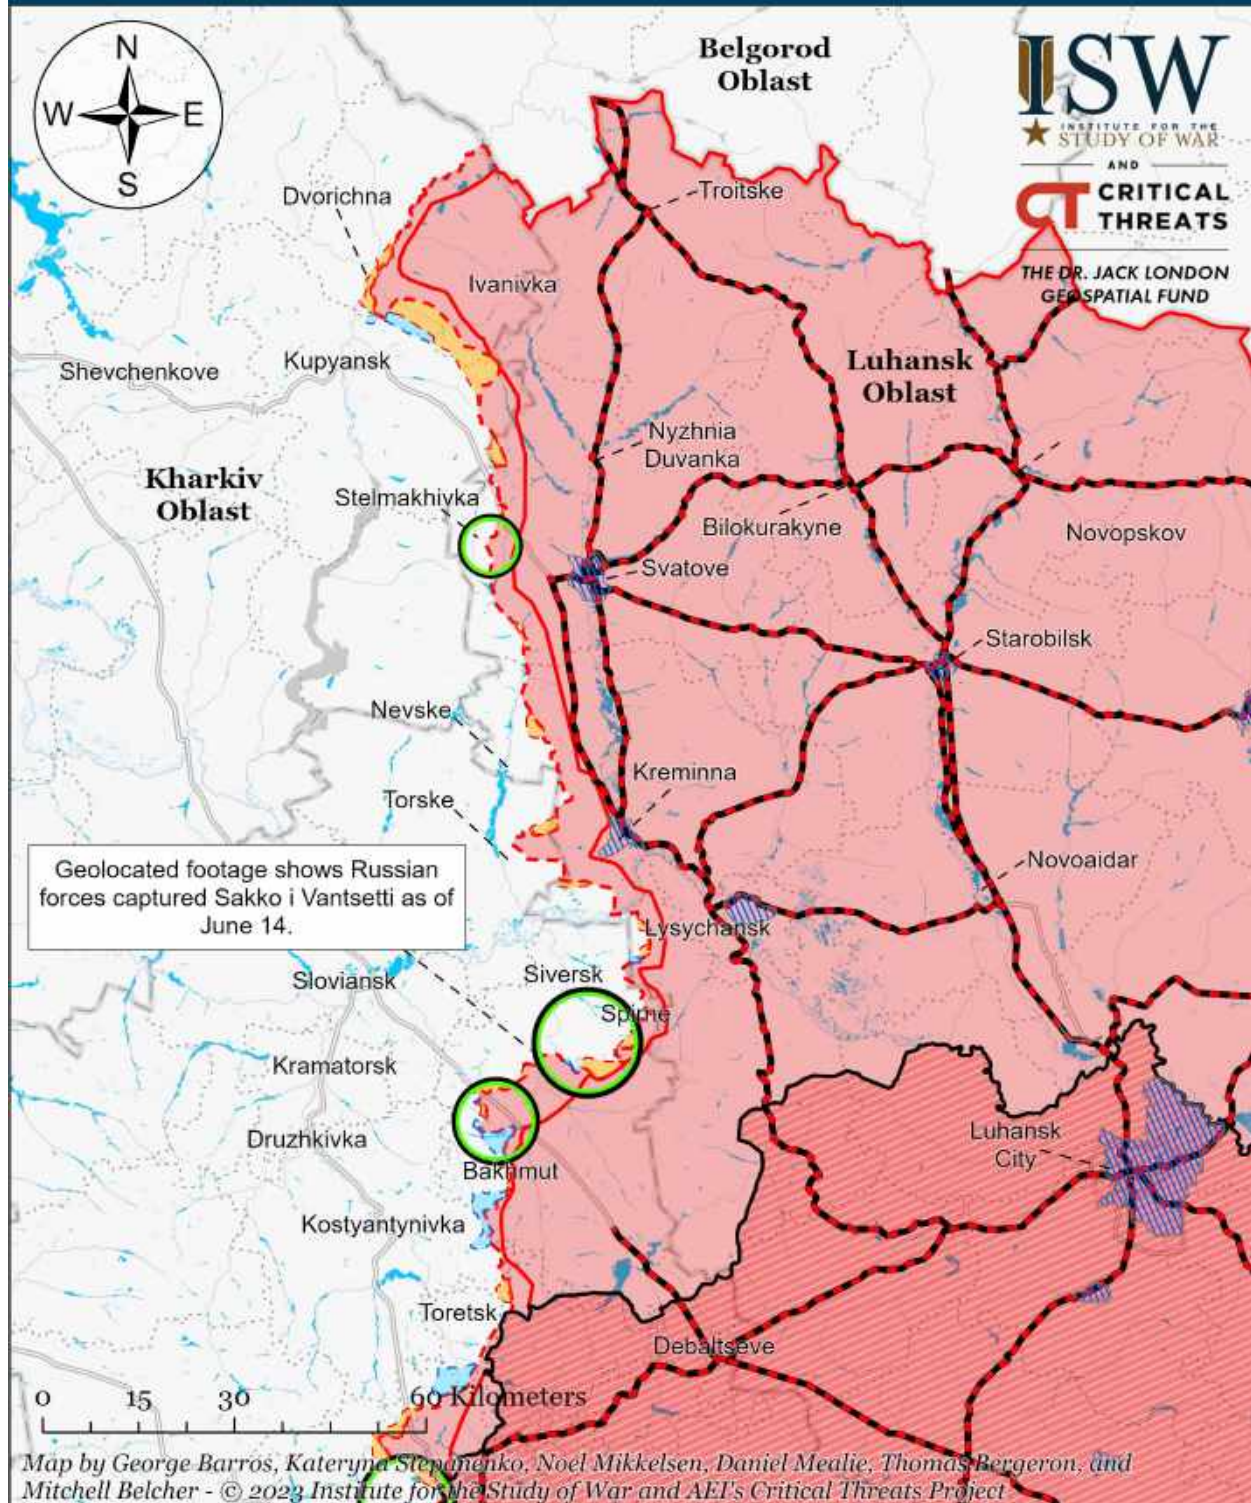 N
W E
S
Belgorod
Oblast
ISW
INSTITUTE FOR THE
STUDY OF WAR
AND
CT CRITICAL
THREATS
THE DR. JACK LONDON
GEOSPATIAL FUND
Dvorichna
Troitske
Ivanivka
Shevchenkove
Kupyansk
Luhansk
Oblast
Nyzhnia
Duvanka
Kharkiv
Oblast
Stelmakhivka
Bilokurakyne
Novopskov
Svatove
Starobilsk
Nevske
Kreminna
Torske
Geolocated footage shows Russian
forces captured Sakko i Vantsetti as of
June 14.
Novoaidar
Lysychansk
Sloviansk
Siversk
Spirne
Kramatorsk
Druzhkivka
Luhansk
City
Bakhmut
Kostyantynivka
Toretsk
Debaltseve
0 15 30 60 Kilometers
Map by George Barros, Kateryna Stepanenko, Noel Mikkelsen, Daniel Mealie, Thomas Bergeron, and
Mitchell Belcher - © 2023 Institute for the Study of War and AEI's Critical Threats Project